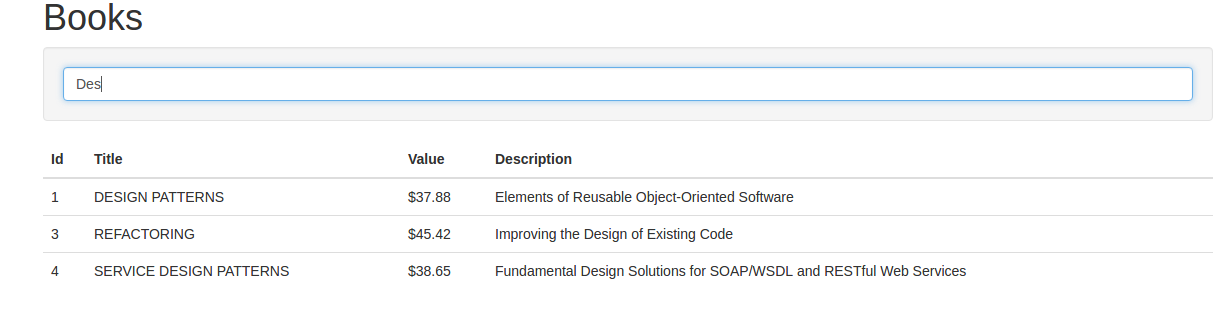 Books
Des
Id Title Value Description
1 DESIGN PATTERNS $37.88 Elements of Reusable Object-Oriented Software
3 REFACTORING $45.42 Improving the Design of Existing Code
4 SERVICE DESIGN PATTERNS $38.65 Fundamental Design Solutions for SOAP/WSDL and RESTful Web Services